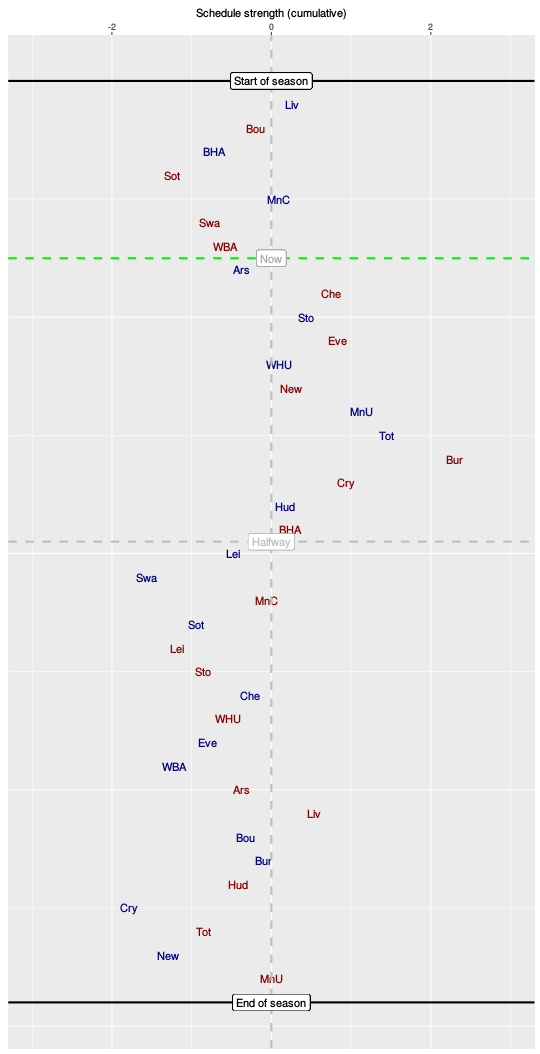 Schedule strength (cumulative)
-2 0 2
Start of season
Liv
Bou
BHA
Sot
MnC
Swa
WBA
Now
Ars
Che
Sto
Eve
WHU
New
MnU
Tot
Bur
Cry
Hud
BHA
Halfway
Lei
Swa
MnC
Sot
Lei
Sto
Che
WHU
Eve
WBA
Ars
Liv
Bou
Bur
Hud
Cry
Tot
New
MnU
End of season